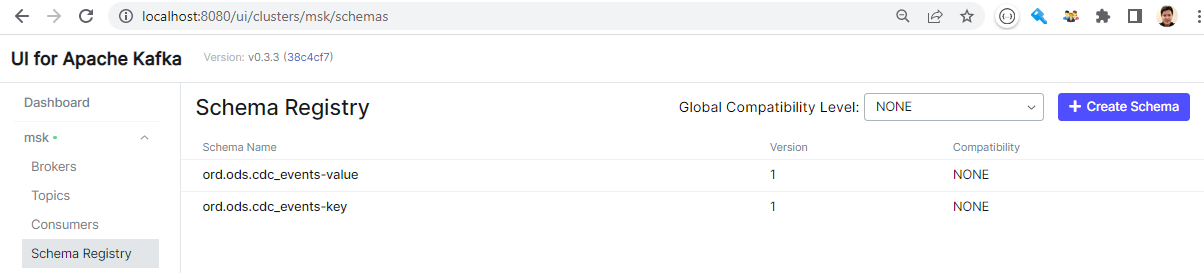 localhost:8080/ui/clusters/msk/schemas
UI for Apache Kafka Version: v0.3.3 (38c4cf7)
Dashboard
msk
Brokers
Topics
Consumers
Schema Registry
Schema Registry Global Compatibility Level: NONE + Create Schema
Schema Name Version Compatibility
ord.ods.cdc_events-value 1 NONE
ord.ods.cdc_events-key 1 NONE